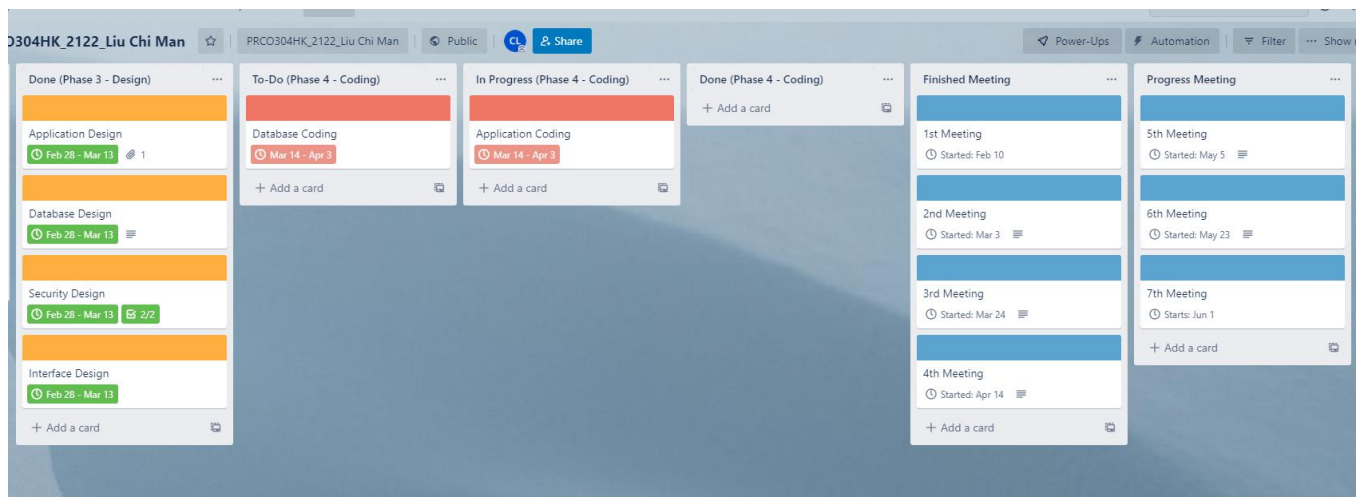 O304HK_2122_Liu Chi Man PRCO304HK_2122_Liu Chi Man Public CL Share Power-Ups Automation Filter ... Show
Done (Phase 3 - Design) ...
Application Design
Feb 28 - Mar 13 1
Database Design
Feb 28 - Mar 13
Security Design
Feb 28 - Mar 13 2/2
Interface Design
Feb 28 - Mar 13
+ Add a card
To-Do (Phase 4 - Coding) ...
Database Coding
Mar 14 - Apr 3
+ Add a card
In Progress (Phase 4 - Coding) ...
Application Coding
Mar 14 - Apr 3
+ Add a card
Done (Phase 4 - Coding) ...
+ Add a card
Finished Meeting ...
1st Meeting
Started: Feb 10
2nd Meeting
Started: Mar 3
3rd Meeting
Started: Mar 24
4th Meeting
Started: Apr 14
+ Add a card
Progress Meeting ...
5th Meeting
Started: May 5
6th Meeting
Started: May 23
7th Meeting
Starts: Jun 1
+ Add a card